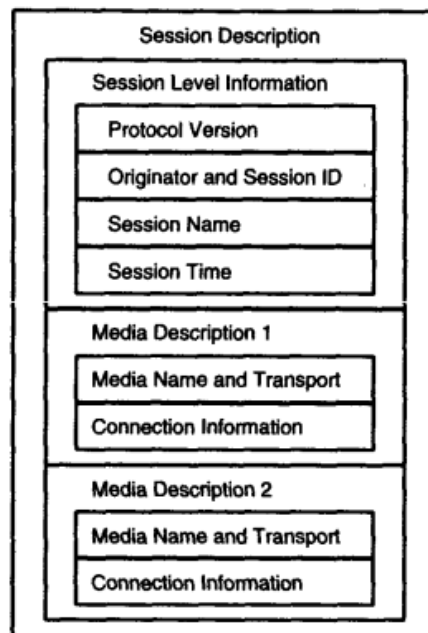 Session Description
Session Level Information
Protocol Version
Originator and Session ID
Session Name
Session Time
Media Description 1
Media Name and Transport
Connection Information
Media Description 2
Media Name and Transport
Connection Information